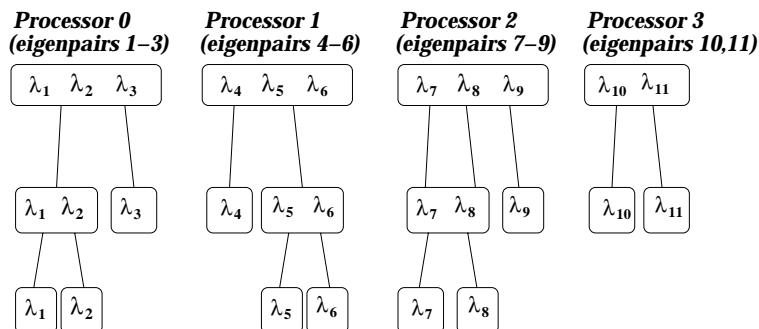 Processor 0 Processor 1 Processor 2 Processor 3
(eigenpairs 1–3) (eigenpairs 4–6) (eigenpairs 7–9) (eigenpairs 10,11)
λ1 λ2 λ3 λ4 λ5 λ6 λ7 λ8 λ9 λ10 λ11
λ1 λ2 λ3 λ4 λ5 λ6 λ7 λ8 λ9 λ10 λ11
λ1 λ2 λ5 λ6 λ7 λ8